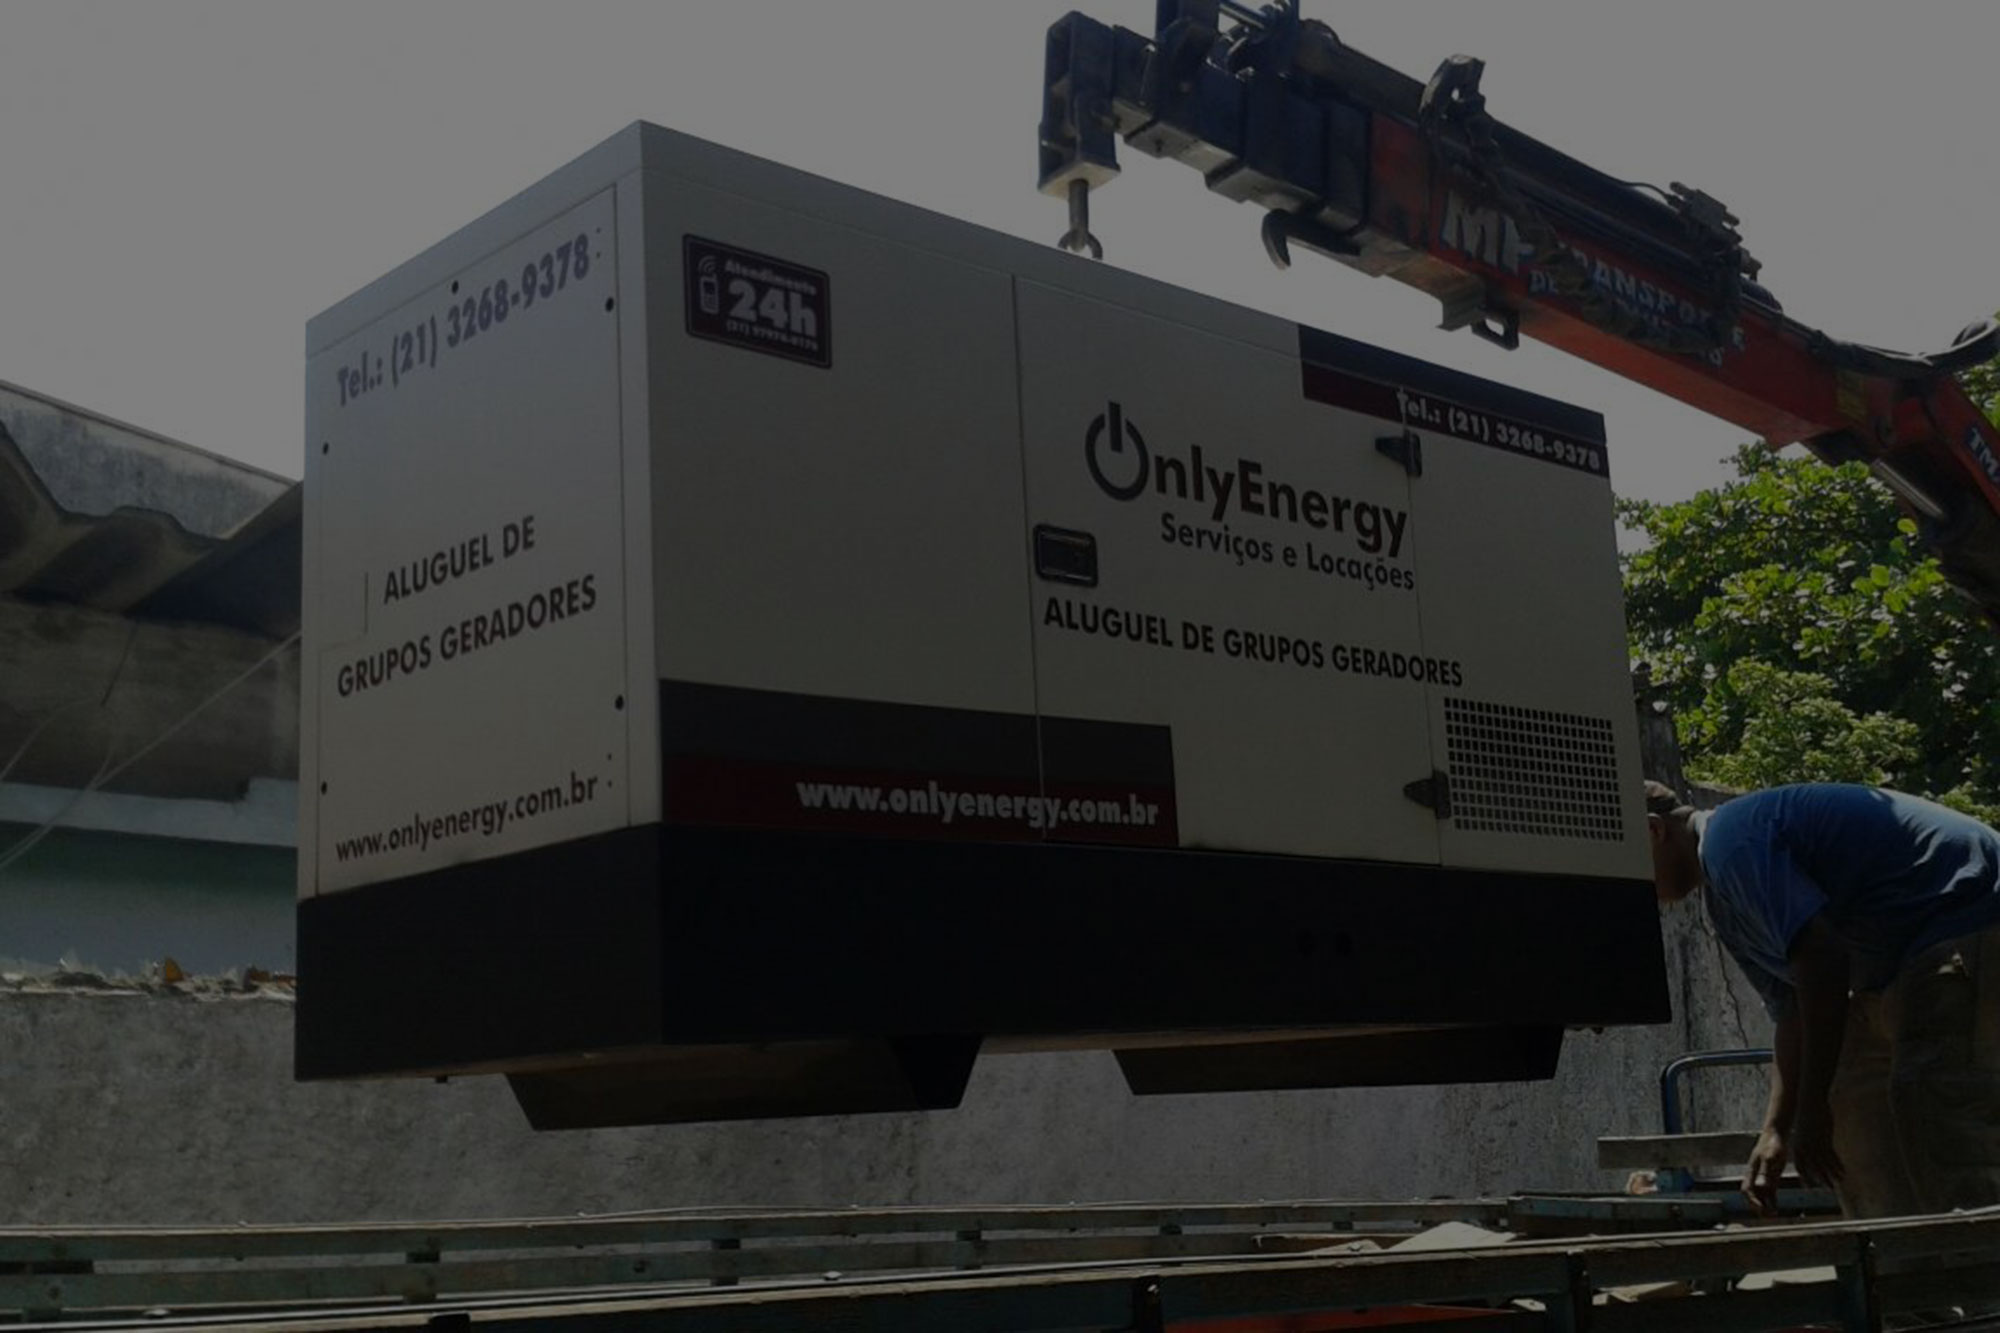 Tel.: (21) 3268-9378
ALUGUEL DE
GRUPOS GERADORES
www.onlyenergy.com.br
Atendimento
24h
OnlyEnergy
Serviços e Locações
ALUGUEL DE GRUPOS GERADORES
www.onlyenergy.com.br
Tel.: (21) 3268-9378